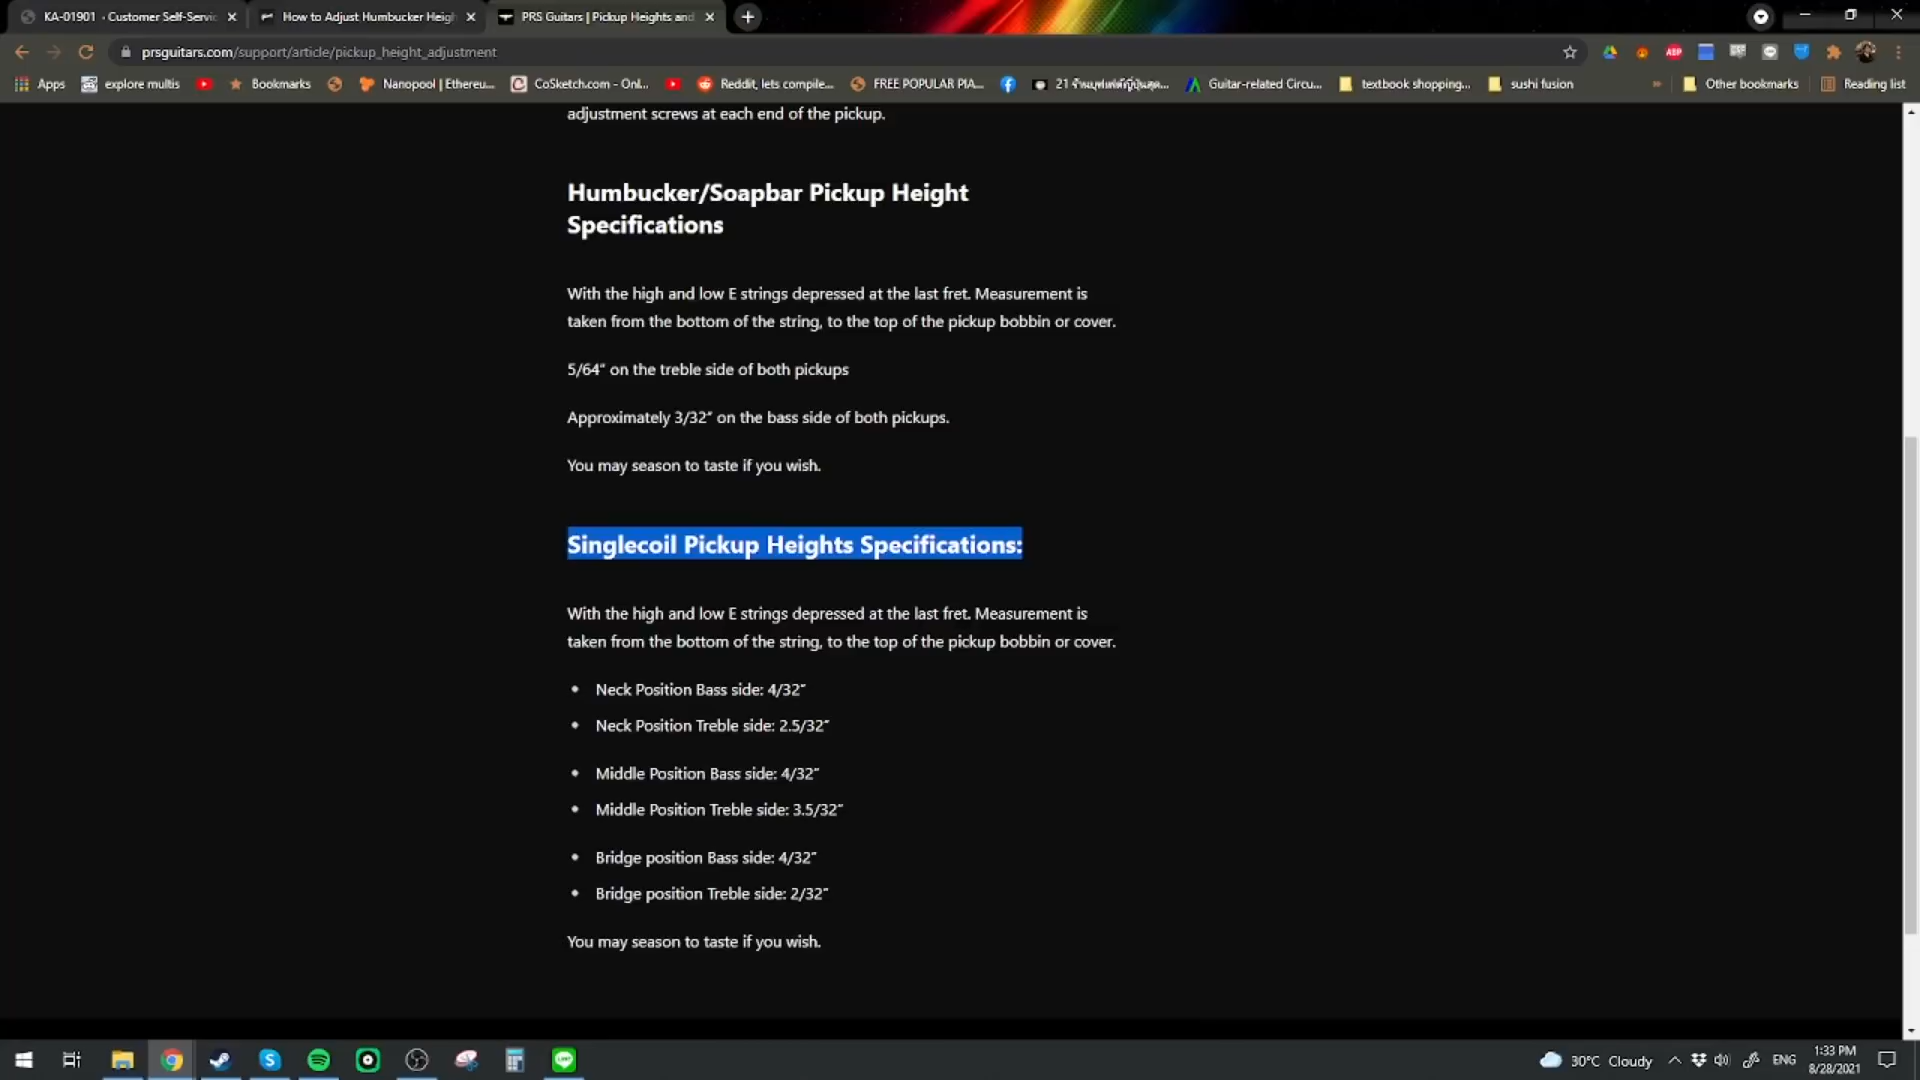 KA-01901 · Customer Self-Servic
How to Adjust Humbucker Heigh
PRS Guitars | Pickup Heights and
prsguitars.com/support/article/pickup_height_adjustment
Apps
explore multis
Bookmarks
Nanopool | Ethereu...
CoSketch.com - Onl...
Reddit, lets compile...
FREE POPULAR PIA...
Guitar-related Circu...
textbook shopping...
sushi fusion
»
Other bookmarks
Reading list
adjustment screws at each end of the pickup.
Humbucker/Soapbar Pickup Height
Specifications
With the high and low E strings depressed at the last fret. Measurement is
taken from the bottom of the string, to the top of the pickup bobbin or cover.
5/64” on the treble side of both pickups
Approximately 3/32” on the bass side of both pickups.
You may season to taste if you wish.
Singlecoil Pickup Heights Specifications:
With the high and low E strings depressed at the last fret. Measurement is
taken from the bottom of the string, to the top of the pickup bobbin or cover.
• Neck Position Bass side: 4/32”
• Neck Position Treble side: 2.5/32”
• Middle Position Bass side: 4/32”
• Middle Position Treble side: 3.5/32”
• Bridge position Bass side: 4/32”
• Bridge position Treble side: 2/32”
You may season to taste if you wish.
30°C Cloudy
ENG
1:33 PM
8/28/2021